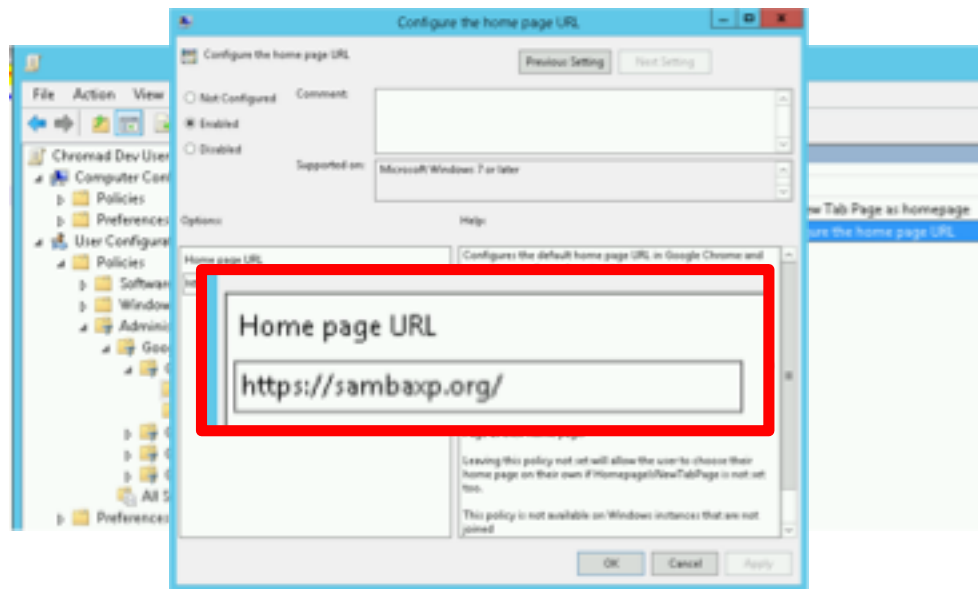 Configure the home page URL
Configure the home page URL
Previous Setting
Next Setting
Not Configured
Comment:
Enabled
Disabled
Supported on:
Microsoft Windows 7 or later
Options:
Help:
Home page URL
Configures the default home page URL in Google Chrome and
Home page URL
https://sambaxp.org/
Leaving this policy not set will allow the user to choose their
home page on their own if HomepageIsNewTabPage is not set
too.
This policy is not available on Windows instances that are not
joined
OK
Cancel
Apply
File Action View
Chromad Dev User
Computer Con
Policies
Preferences
User Configura
Policies
Softwar
Window
Adminis
Goo
All S
Preferences
ew Tab Page as homepage
ure the home page URL